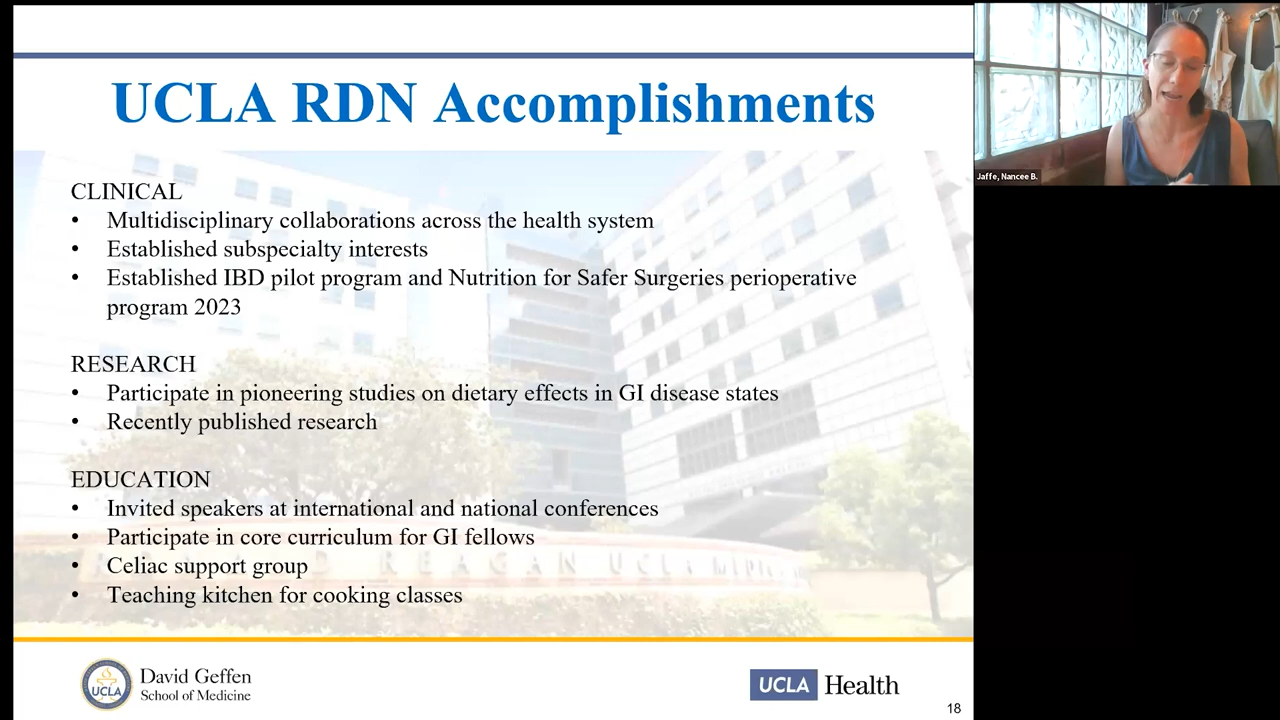 UCLA RDN Accomplishments
Jaffe, Nancee B.
CLINICAL
• Multidisciplinary collaborations across the health system
• Established subspecialty interests
• Established IBD pilot program and Nutrition for Safer Surgeries perioperative
program 2023
RESEARCH
• Participate in pioneering studies on dietary effects in GI disease states
• Recently published research
EDUCATION
• Invited speakers at international and national conferences
• Participate in core curriculum for GI fellows
• Celiac support group
REAGAN UCLA
• Teaching kitchen for cooking classes
UCLA
David Geffen
School of Medicine
UCLA Health
18